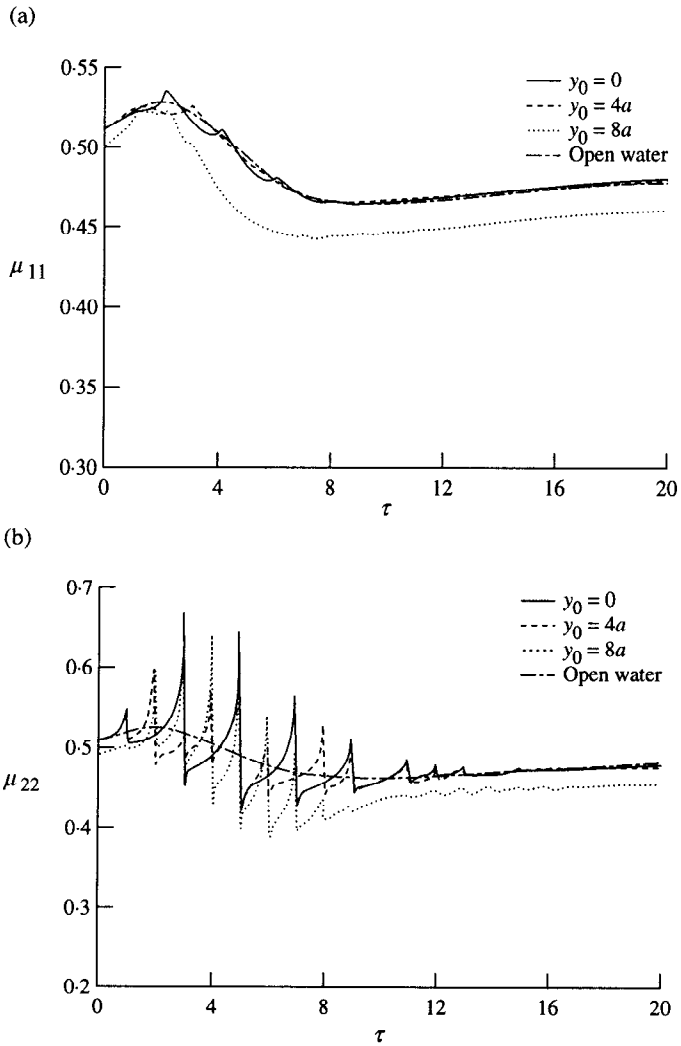 (a)
0·55
0·50
0·45
0·40
0·35
0·30
μ11
0 4 8 12 16 20
τ
y0 = 0
y0 = 4a
y0 = 8a
Open water
(b)
0·7
0·6
0·5
0·4
0·3
0·2
μ22
0 4 8 12 16 20
τ
y0 = 0
y0 = 4a
y0 = 8a
Open water